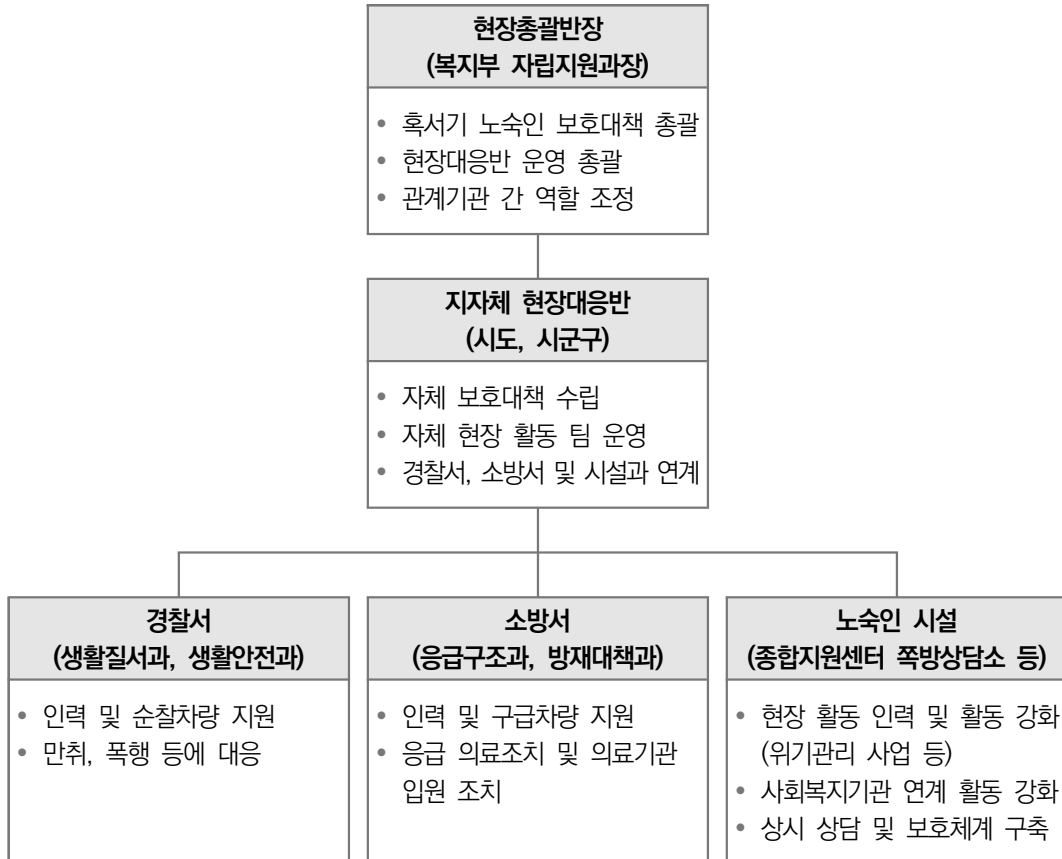 현장총괄반장
(복지부 자립지원과장)
• 혹서기 노숙인 보호대책 총괄
• 현장대응반 운영 총괄
• 관계기관 간 역할 조정
지자체 현장대응반
(시도, 시군구)
• 자체 보호대책 수립
• 자체 현장 활동 팀 운영
• 경찰서, 소방서 및 시설과 연계
경찰서
(생활질서과, 생활안전과)
• 인력 및 순찰차량 지원
• 만취, 폭행 등에 대응
소방서
(응급구조과, 방재대책과)
• 인력 및 구급차량 지원
• 응급 의료조치 및 의료기관
입원 조치
노숙인 시설
(종합지원센터 쪽방상담소 등)
• 현장 활동 인력 및 활동 강화
(위기관리 사업 등)
• 사회복지기관 연계 활동 강화
• 상시 상담 및 보호체계 구축